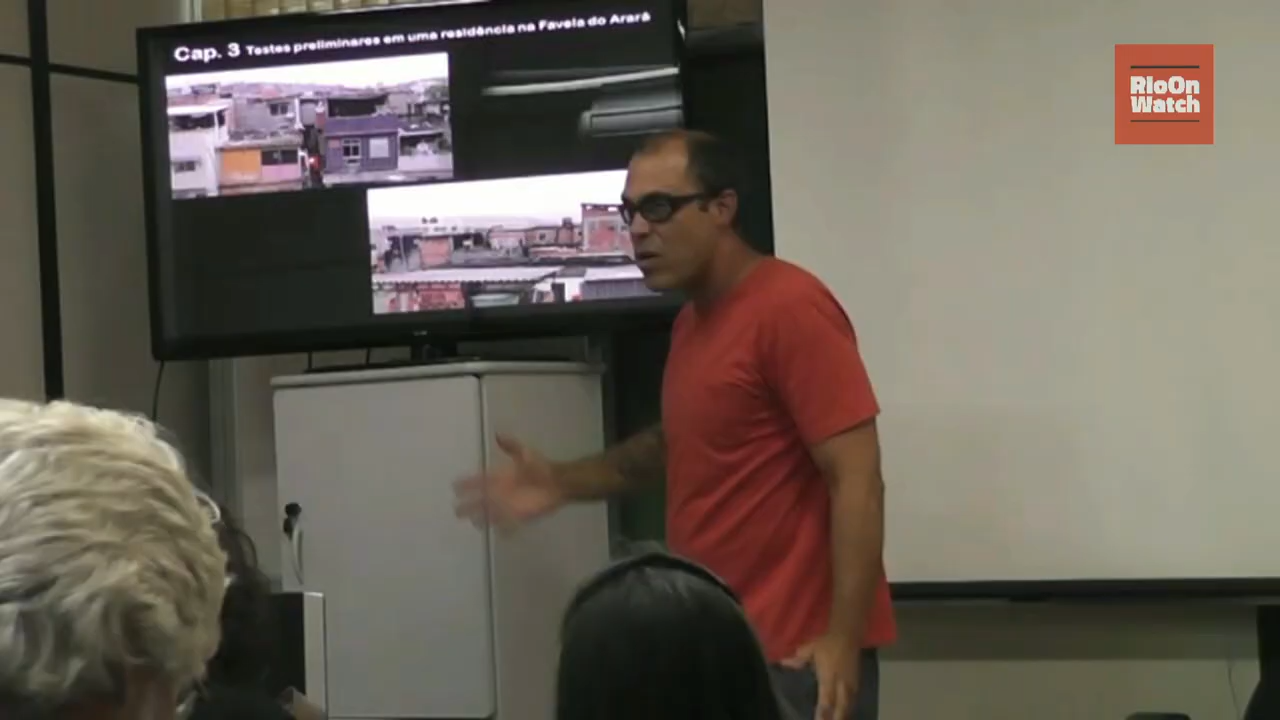 Cap. 3 Testes preliminares em uma residência na Favela do Arará
RioOn
Watch